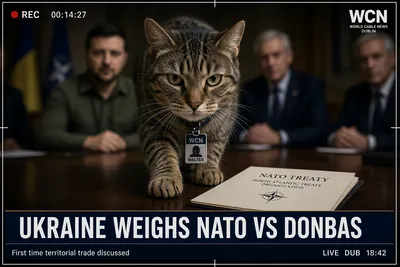 REC 00:14:27
WCN
WORLD CABLE NEWS
DUBLIN
WCN
WALTER
NATO TREATY
NORTH ATLANTIC TREATY
ORGANIZATION
UKRAINE WEIGHS NATO VS DONBAS
First time territorial trade discussed
LIVE DUB 18:42